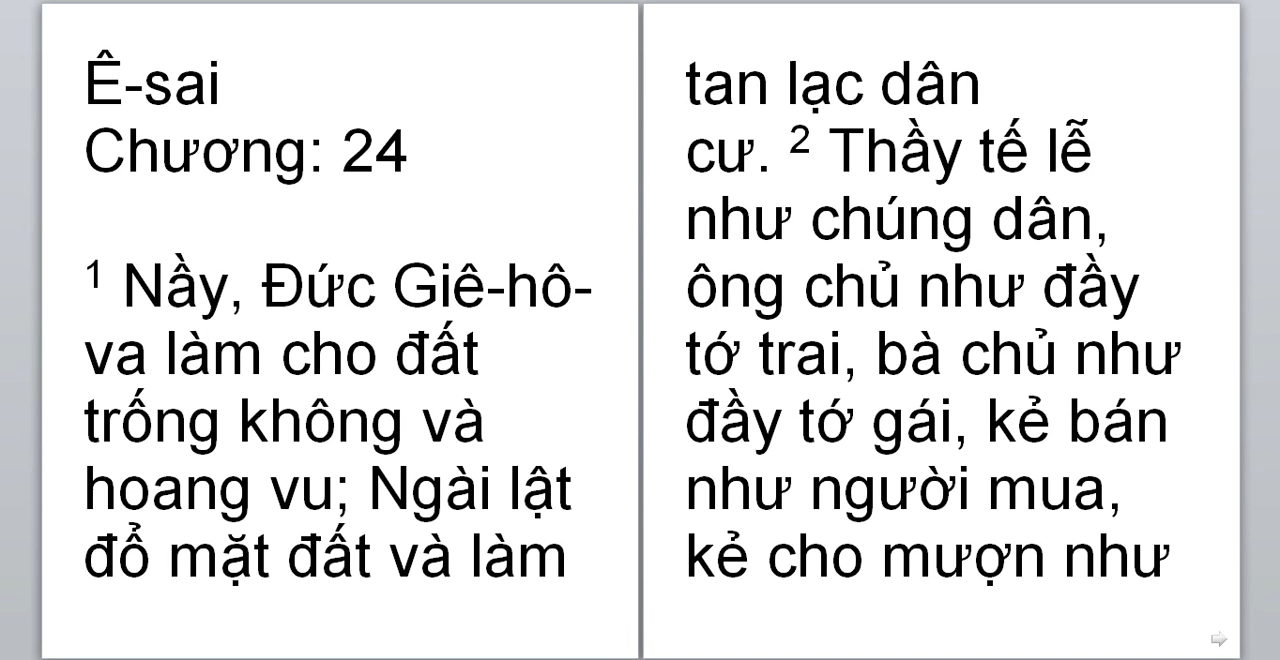 Ê-sai
Chương: 24
1 Nầy, Đức Giê-hô-
va làm cho đất
trống không và
hoang vu; Ngài lật
đổ mặt đất và làm
tan lạc dân
cư. 2 Thầy tế lễ
như chúng dân,
ông chủ như đầy
tớ trai, bà chủ như
đầy tớ gái, kẻ bán
như người mua,
kẻ cho mượn như